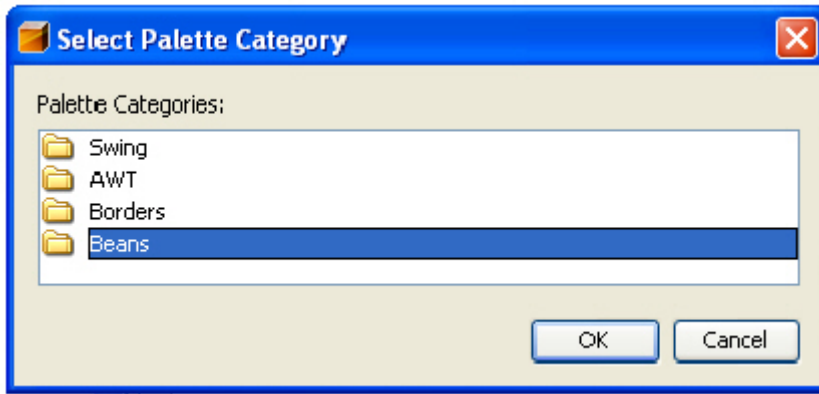 Select Palette Category
Palette Categories:
Swing
AWT
Borders
Beans
OK Cancel